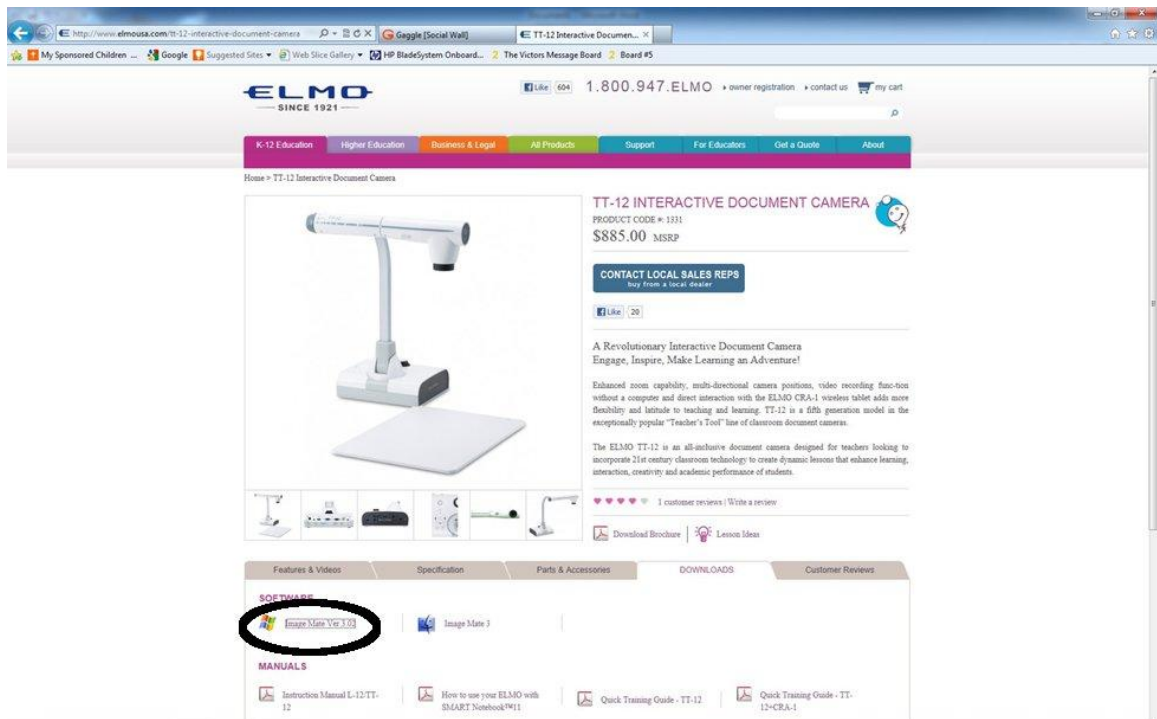 http://www.elmousa.com/tt-12-interactive-document-camera
Gaggle [Social Wall]
TT-12 Interactive Documen...
My Sponsored Children ...
Google
Suggested Sites
Web Slice Gallery
HP BladeSystem Onboard...
The Victors Message Board
Board #5
ELMO
SINCE 1921
Like 604
1.800.947.ELMO
owner registration
contact us
my cart
K-12 Education
Higher Education
Business & Legal
All Products
Support
For Educators
Get a Quote
About
Home > TT-12 Interactive Document Camera
TT-12 INTERACTIVE DOCUMENT CAMERA
PRODUCT CODE #: 1331
$885.00 MSRP
CONTACT LOCAL SALES REPS
buy from a local dealer
Like 20
A Revolutionary Interactive Document Camera
Engage, Inspire, Make Learning an Adventure!
Enhanced zoom capability, multi-directional camera positions, video recording func-tion
without a computer and direct interaction with the ELMO CRA-1 wireless tablet adds more
flexibility and latitude to teaching and learning. TT-12 is a fifth generation model in the
exceptionally popular "Teacher's Tool" line of classroom document cameras.
The ELMO TT-12 is an all-inclusive document camera designed for teachers looking to
incorporate 21st century classroom technology to create dynamic lessons that enhance learning,
interaction, creativity and academic performance of students.
1 customer reviews | Write a review
Download Brochure
Lesson Ideas
Features & Videos
Specification
Parts & Accessories
DOWNLOADS
Customer Reviews
SOFTWARE
Image Mate Ver.3.02
Image Mate 3
MANUALS
Instruction Manual L-12/TT-
12
How to use your ELMO with
SMART Notebook™11
Quick Training Guide - TT-12
Quick Training Guide - TT-
12+CRA-1